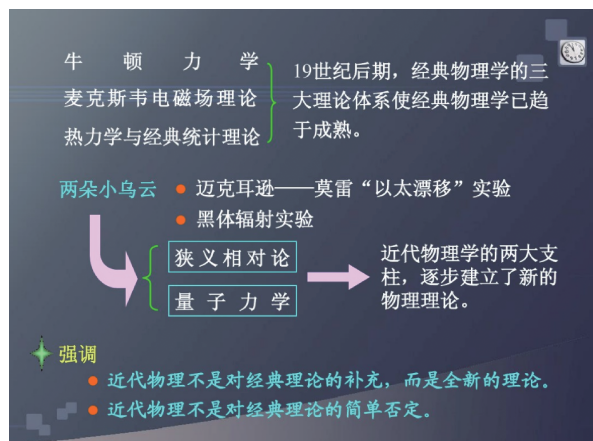 牛顿力学
麦克斯韦电磁场理论
热力学与经典统计理论
19世纪后期，经典物理学的三
大理论体系使经典物理学已趋
于成熟。
两朵小乌云
迈克耳逊——莫雷“以太漂移”实验
黑体辐射实验
狭义相对论
量子力学
近代物理学的两大支
柱，逐步建立了新的
物理理论。
强调
近代物理不是对经典理论的补充，而是全新的理论。
近代物理不是对经典理论的简单否定。